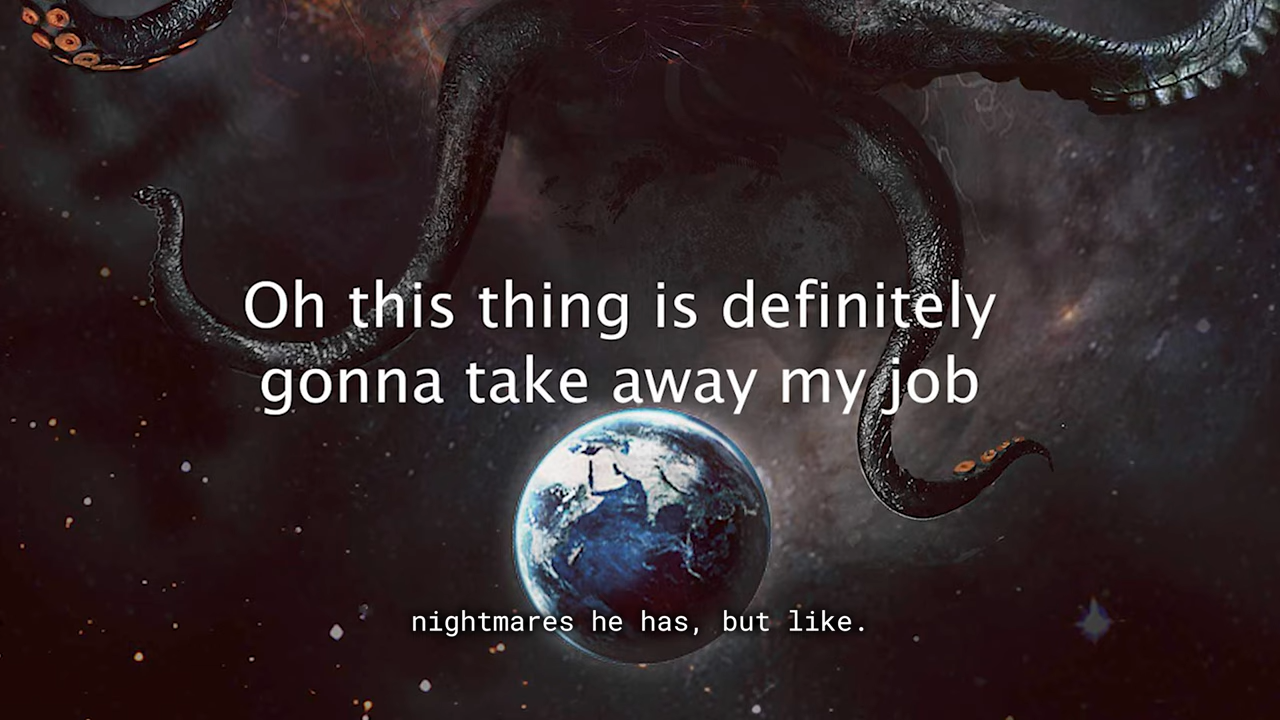 Oh this thing is definitely
gonna take away my job
nightmares he has, but like.